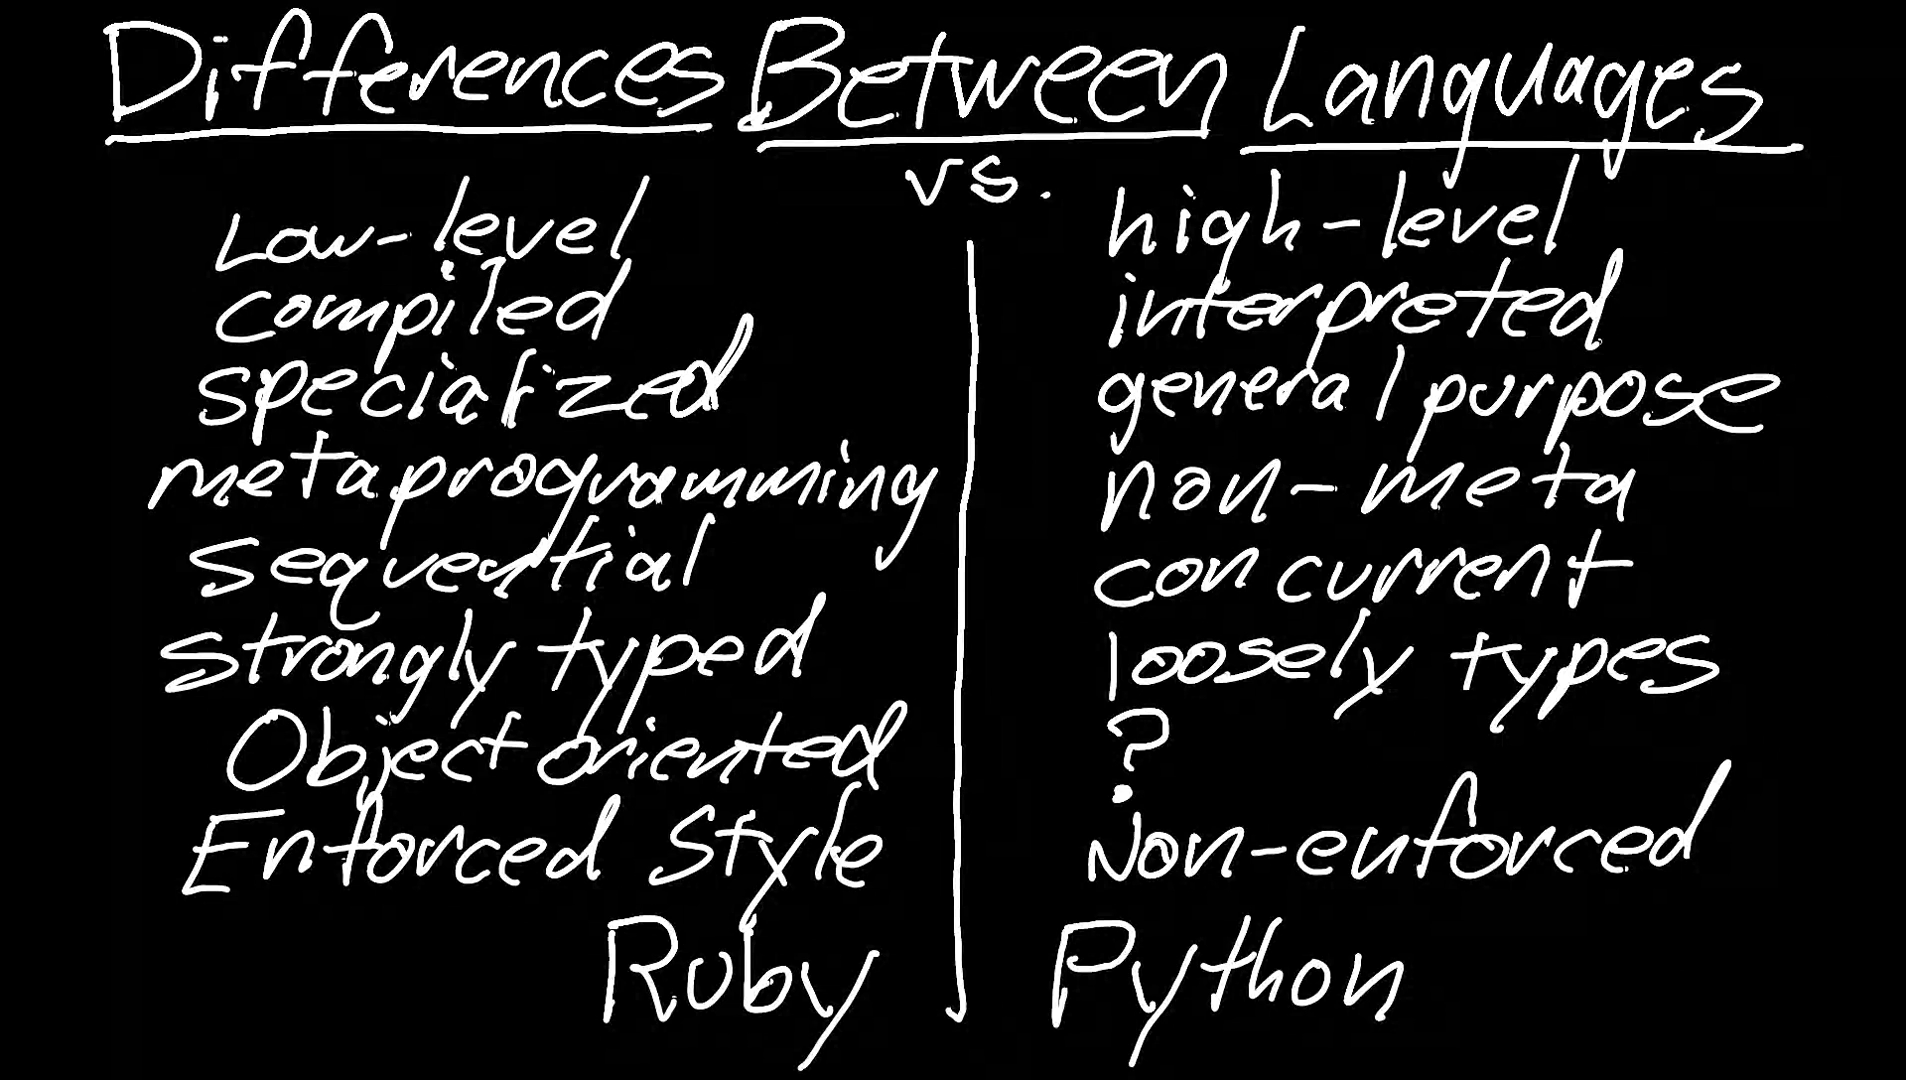 Differences Between Languages
vs.
Low-level
high-level
compiled
interpreted
specialized
general purpose
metaprogramming
non-meta
sequential
concurrent
strongly typed
loosely types
Object oriented
?
Enforced Style
Non-enforced
Ruby
Python